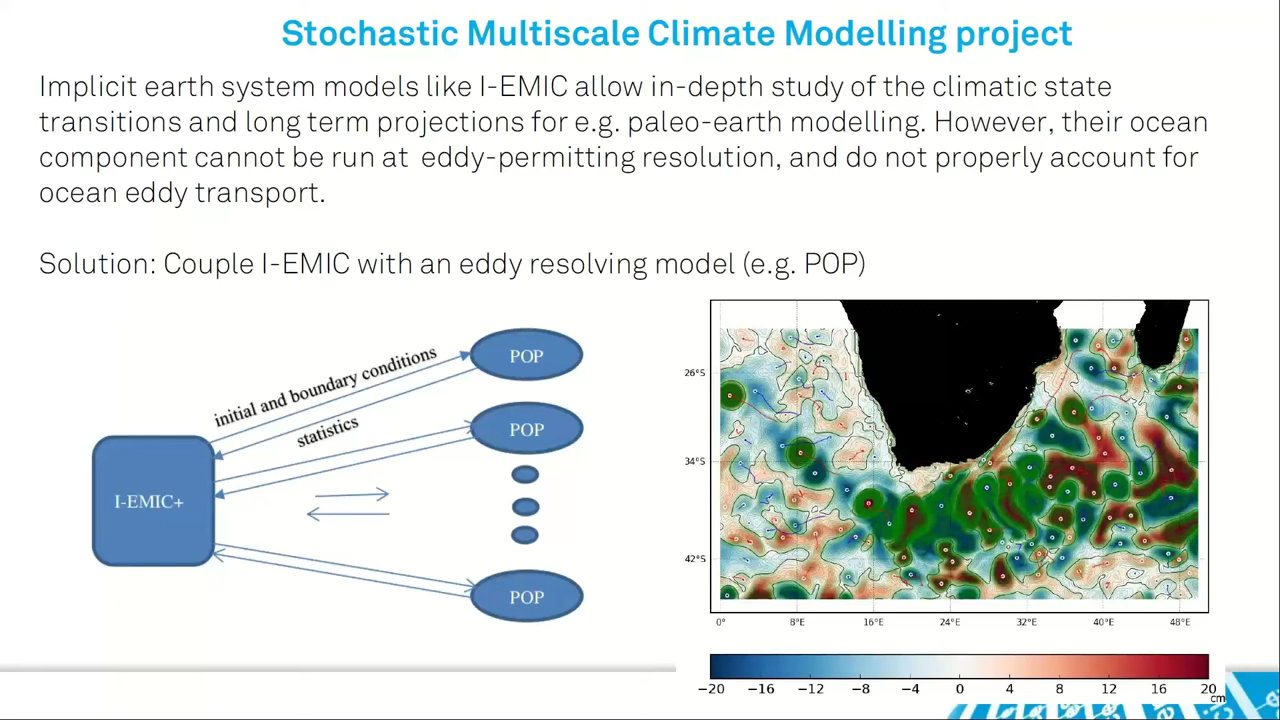 Stochastic Multiscale Climate Modelling project
Implicit earth system models like I-EMIC allow in-depth study of the climatic state
transitions and long term projections for e.g. paleo-earth modelling. However, their ocean
component cannot be run at eddy-permitting resolution, and do not properly account for
ocean eddy transport.
Solution: Couple I-EMIC with an eddy resolving model (e.g. POP)
initial and boundary conditions
statistics
I-EMIC+
POP
POP
POP
26°S
34°S
42°S
0° 8°E 16°E 24°E 32°E 40°E 48°E
−20 −16 −12 −8 −4 0 4 8 12 16 20
cm